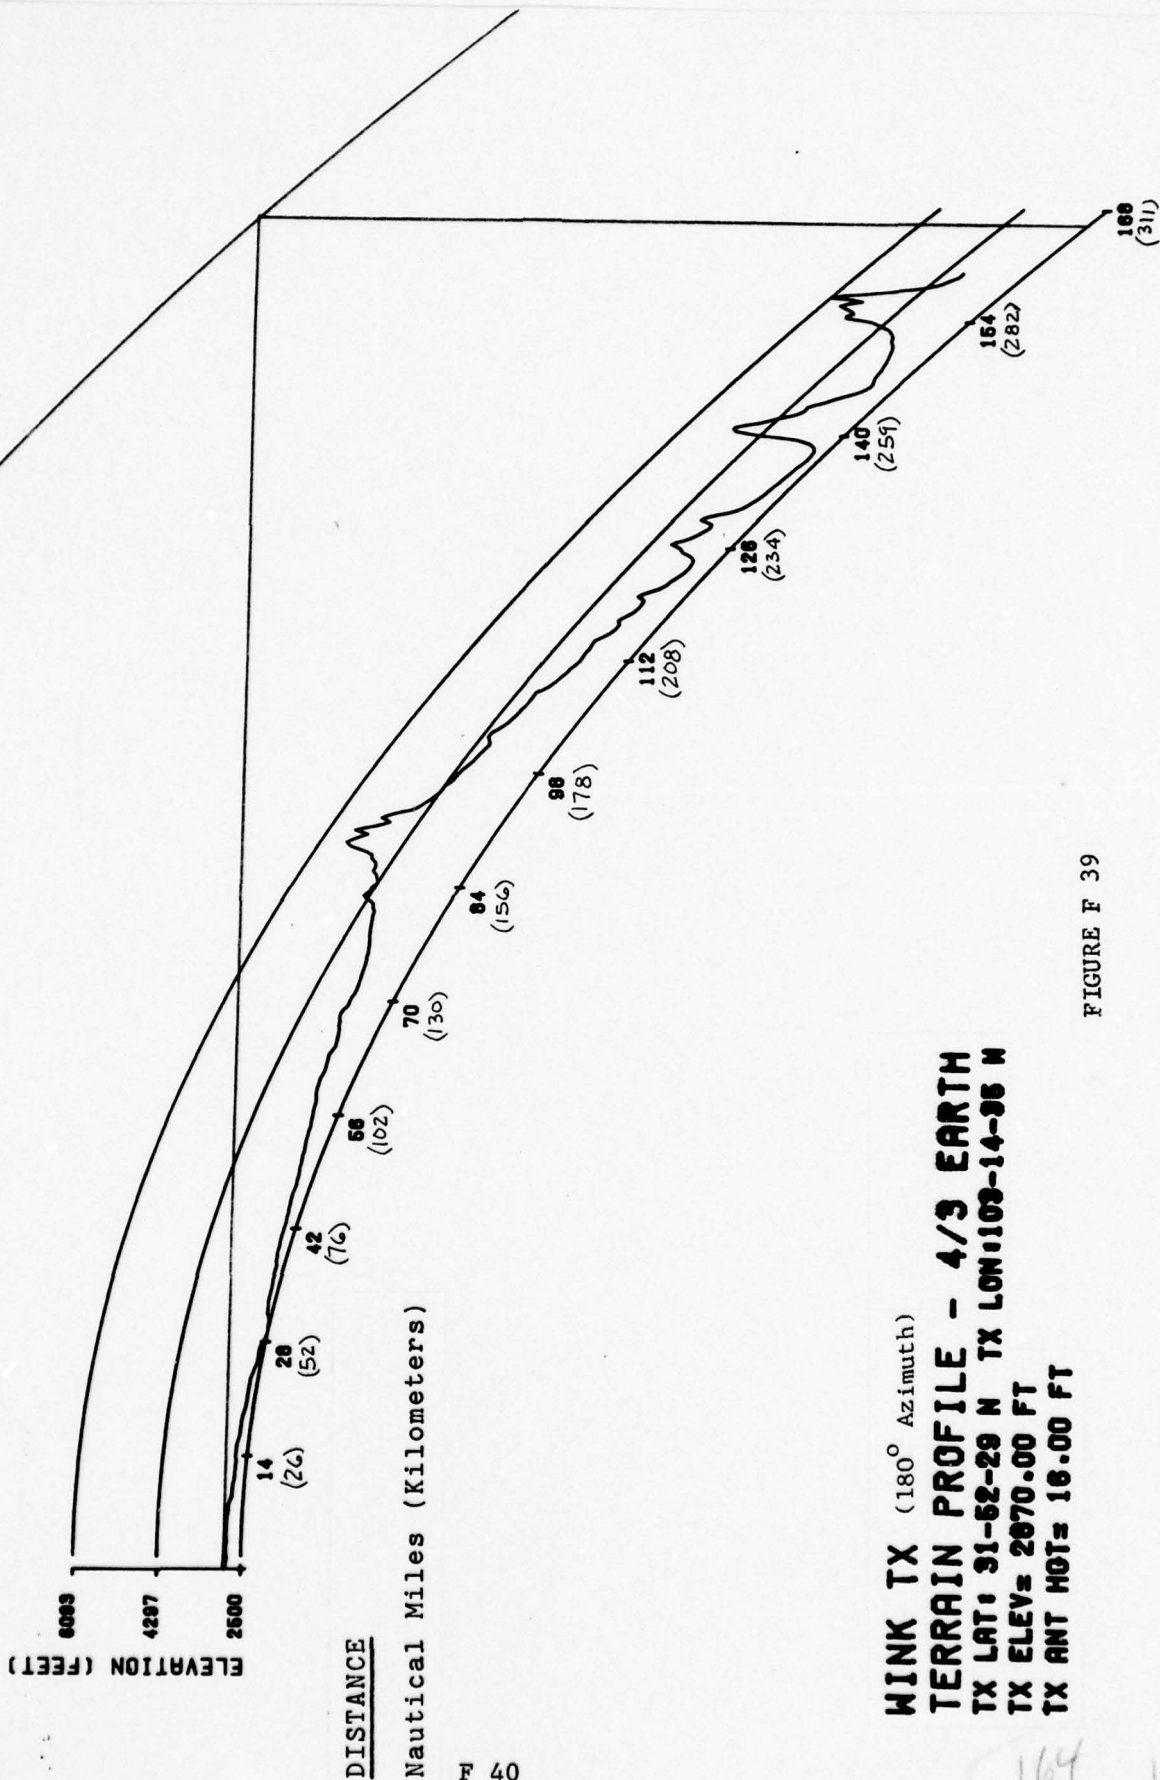 ELEVATION (FEET)
6093
4297
2500
14
(26)
28
(52)
42
(76)
56
(102)
70
(130)
84
(156)
98
(178)
112
(208)
126
(234)
140
(259)
154
(282)
168
(311)
DISTANCE
Nautical Miles (Kilometers)
WINK TX (180° Azimuth)
TERRAIN PROFILE - 4/3 EARTH
TX LAT: 31-52-29 N TX LON:103-14-35 W
TX ELEV= 2870.00 FT
TX ANT HGT= 16.00 FT
FIGURE F 39
F 40
164